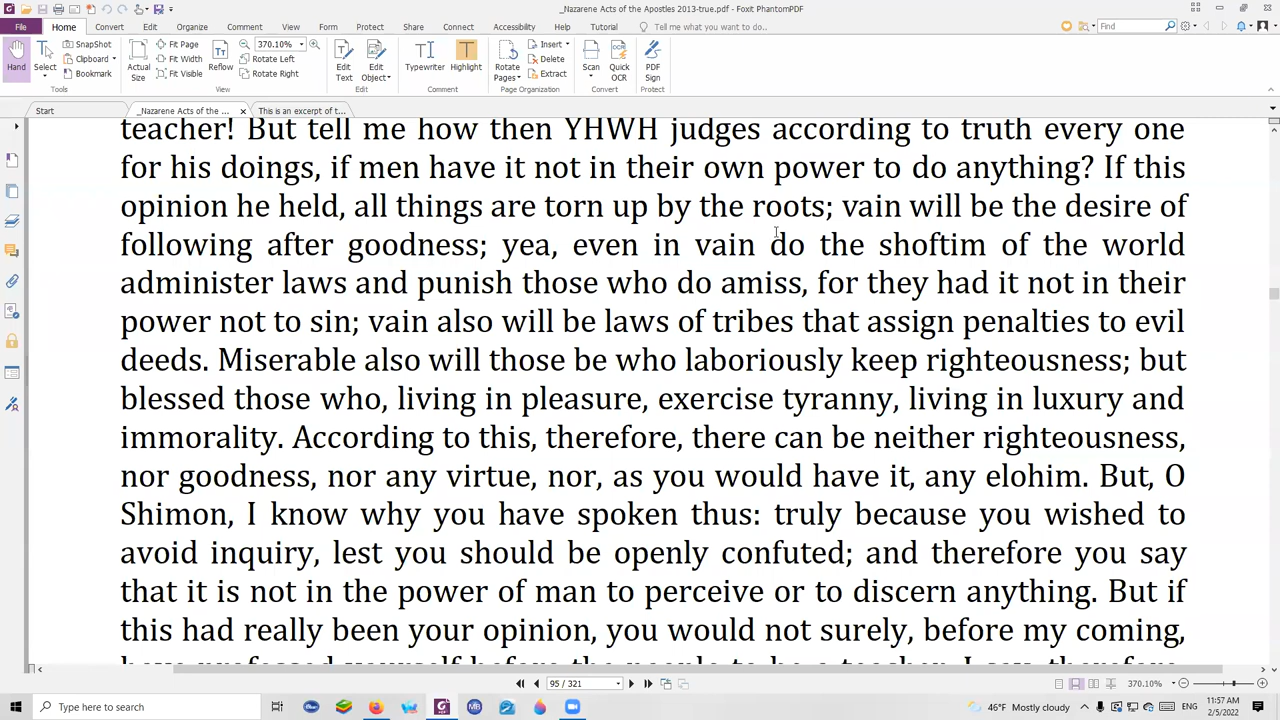 _Nazarene Acts of the Apostles 2013-true.pdf - Foxit PhantomPDF
File Home Convert Edit Organize Comment View Form Protect Share Connect Accessibility Help Tutorial Tell me what you want to do... Find
SnapShot Clipboard Bookmark Fit Page Fit Width Fit Visible 370.10% Rotate Left Rotate Right Insert Delete Extract
Hand Select Actual Size Reflow Edit Text Edit Object Typewriter Highlight Rotate Pages Scan Quick OCR PDF Sign
Tools View Edit Comment Page Organization Convert Protect
Start _Nazarene Acts of the ... This is an excerpt of t...
teacher! But tell me how then YHWH judges according to truth every one
for his doings, if men have it not in their own power to do anything? If this
opinion he held, all things are torn up by the roots; vain will be the desire of
following after goodness; yea, even in vain do the shoftim of the world
administer laws and punish those who do amiss, for they had it not in their
power not to sin; vain also will be laws of tribes that assign penalties to evil
deeds. Miserable also will those be who laboriously keep righteousness; but
blessed those who, living in pleasure, exercise tyranny, living in luxury and
immorality. According to this, therefore, there can be neither righteousness,
nor goodness, nor any virtue, nor, as you would have it, any elohim. But, O
Shimon, I know why you have spoken thus: truly because you wished to
avoid inquiry, lest you should be openly confuted; and therefore you say
that it is not in the power of man to perceive or to discern anything. But if
this had really been your opinion, you would not surely, before my coming,
have professed yourself before the people to be a teacher. I say, therefore,
95 / 321 370.10%
Type here to search 46°F Mostly cloudy ENG 11:57 AM
2/5/2022